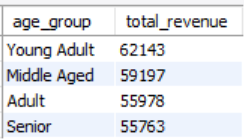 age_group total_revenue
Young Adult 62143
Middle Aged 59197
Adult 55978
Senior 55763